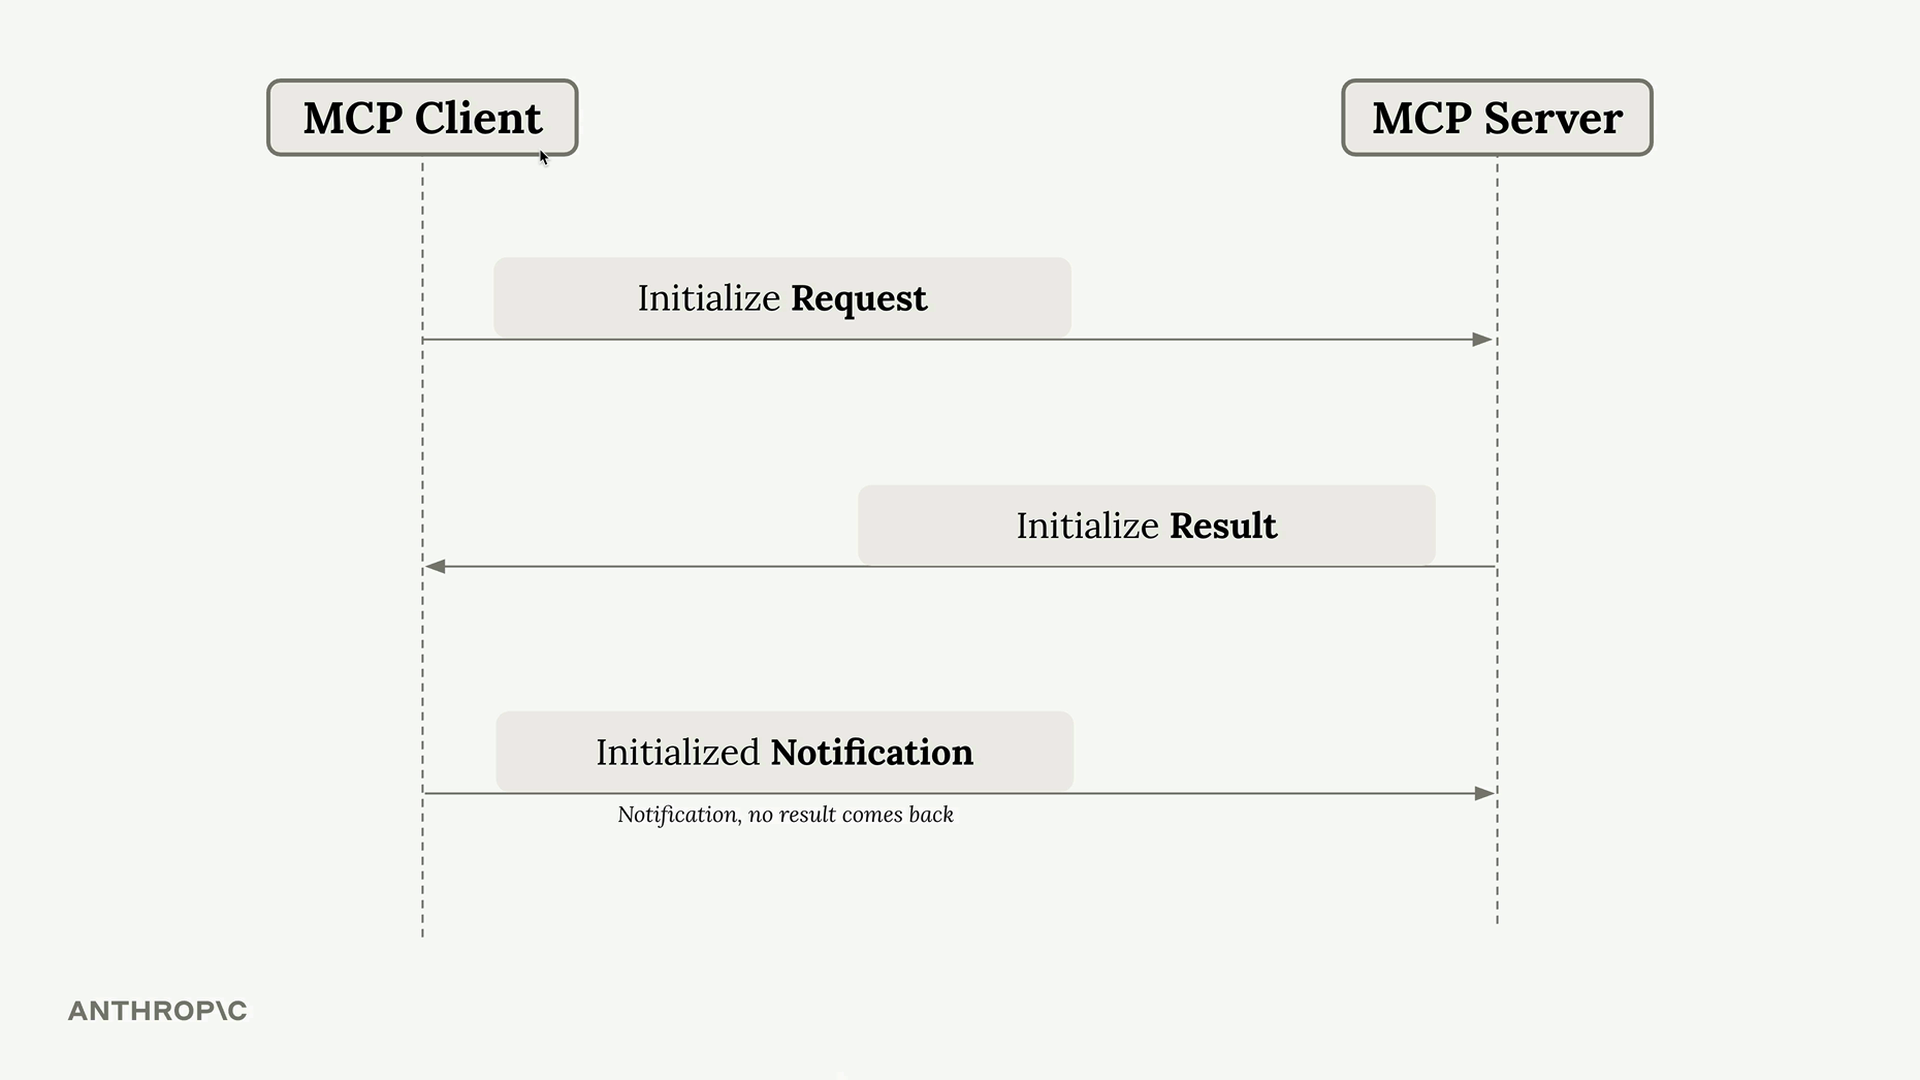 MCP Client
MCP Server
Initialize Request
Initialize Result
Initialized Notification
Notification, no result comes back
ANTHROP\C